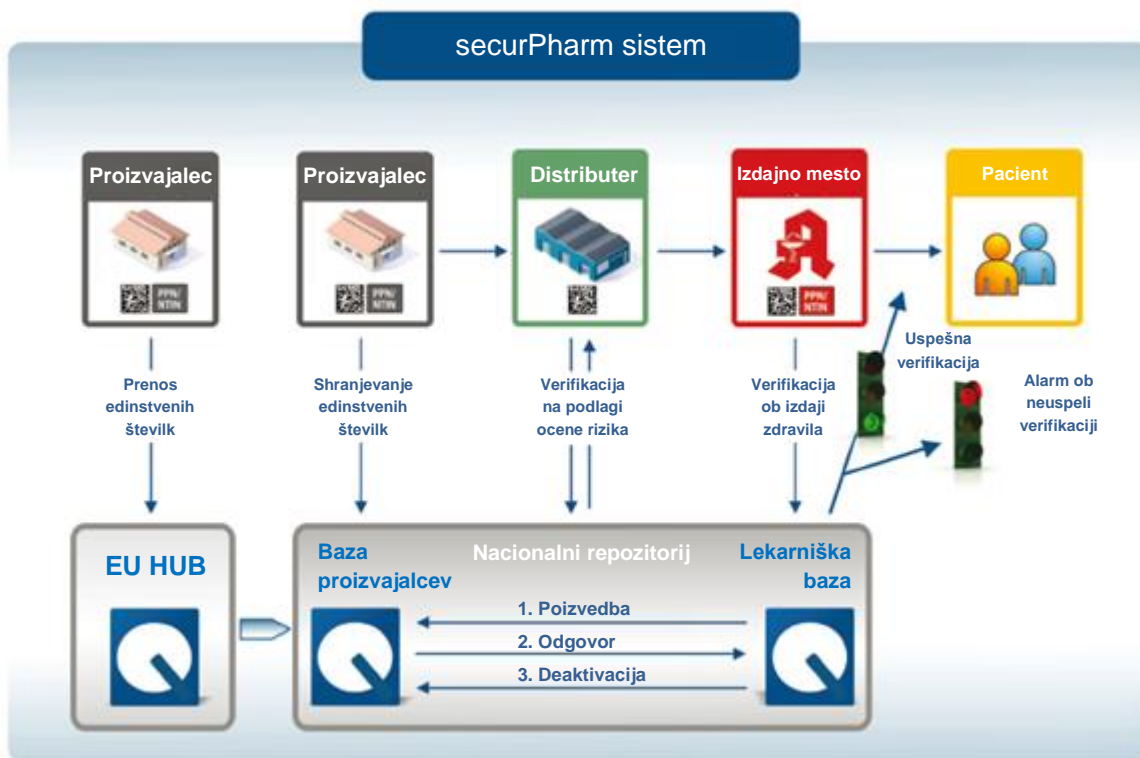 securPharm sistem
Proizvajalec
PPN/
NTIN
Proizvajalec
PPN/
NTIN
Distributer
Izdajno mesto
PPN/
NTIN
Pacient
Prenos
edinstvenih
številk
Shranjevanje
edinstvenih
številk
Verifikacija
na podlagi
ocene rizika
Verifikacija
ob izdaji
zdravila
Uspešna
verifikacija
Alarm ob
neuspeli
verifikaciji
EU HUB
Baza
proizvajalcev
Nacionalni repozitorij
Lekarniška
baza
1. Poizvedba
2. Odgovor
3. Deaktivacija